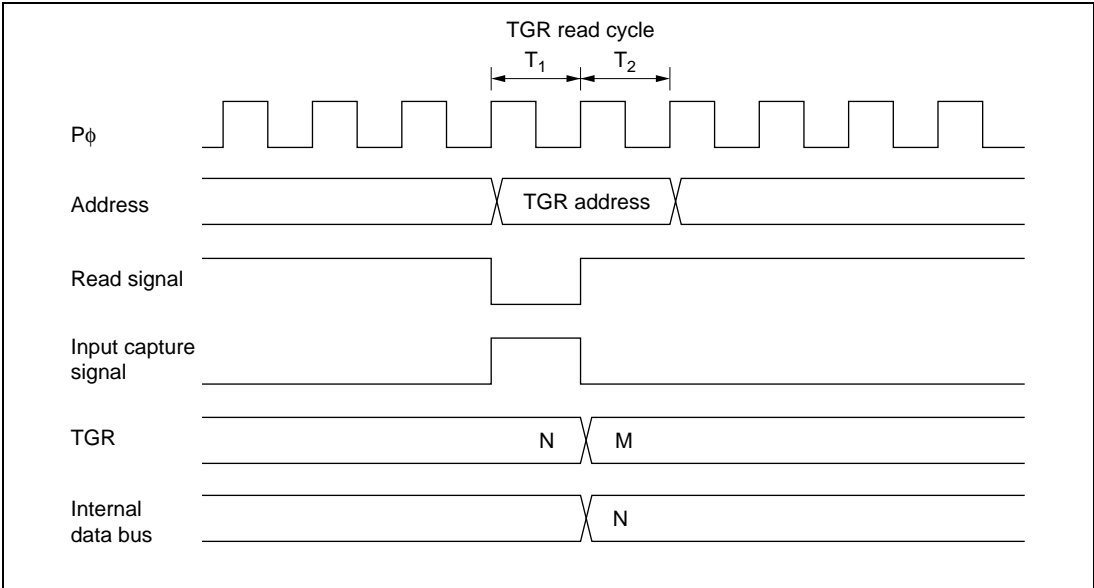 TGR read cycle
T1 T2
Pφ
Address
TGR address
Read signal
Input capture
signal
TGR
N M
Internal
data bus
N